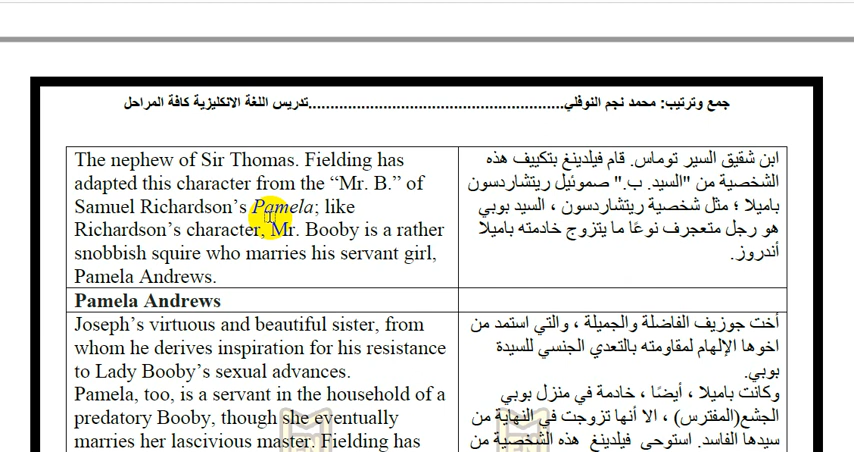 جمع وترتيب: محمد نجم النوفلي..........................................................تدريس اللغة الانكليزية كافة المراحل
The nephew of Sir Thomas. Fielding has
adapted this character from the “Mr. B.” of
Samuel Richardson’s Pamela; like
Richardson’s character, Mr. Booby is a rather
snobbish squire who marries his servant girl,
Pamela Andrews.
ابن شقيق السير توماس. قام فيلدينغ بتكييف هذه
الشخصية من "السيد. ب." صموئيل ريتشاردسون
باميلا ؛ مثل شخصية ريتشاردسون ، السيد بوبي
هو رجل متعجرف نوعًا ما يتزوج خادمته باميلا
أندروز.
Pamela Andrews
Joseph’s virtuous and beautiful sister, from
whom he derives inspiration for his resistance
to Lady Booby’s sexual advances.
Pamela, too, is a servant in the household of a
predatory Booby, though she eventually
marries her lascivious master. Fielding has
أخت جوزيف الفاضلة والجميلة ، والتي استمد من
اخوها الإلهام لمقاومته بالتعدي الجنسي للسيدة
بوبي.
وكانت باميلا ، أيضًا ، خادمة في منزل بوبي
الجشع(المفترس) ، الا أنها تزوجت في النهاية من
سيدها الفاسد. استوحى فيلدينغ هذه الشخصية من